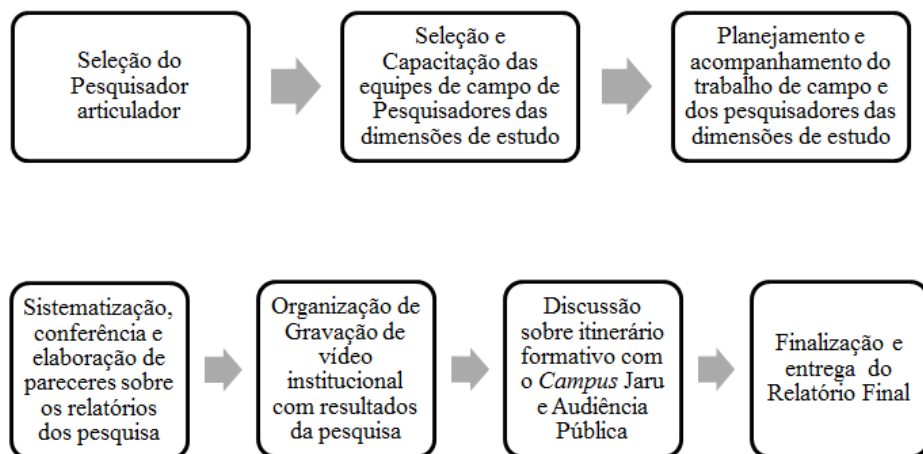 Seleção do
Pesquisador
articulador
Seleção e
Capacitação das
equipes de campo de
Pesquisadores das
dimensões de estudo
Planejamento e
acompanhamento do
trabalho de campo e
dos pesquisadores das
dimensões de estudo
Sistematização,
conferência e
elaboração de
pareceres sobre
os relatórios
dos pesquisa
Organização de
Gravação de
vídeo
institucional
com resultados
da pesquisa
Discussão
sobre itinerário
formativo com
o Campus Jaru
e Audiência
Pública
Finalização e
entrega do
Relatório Final